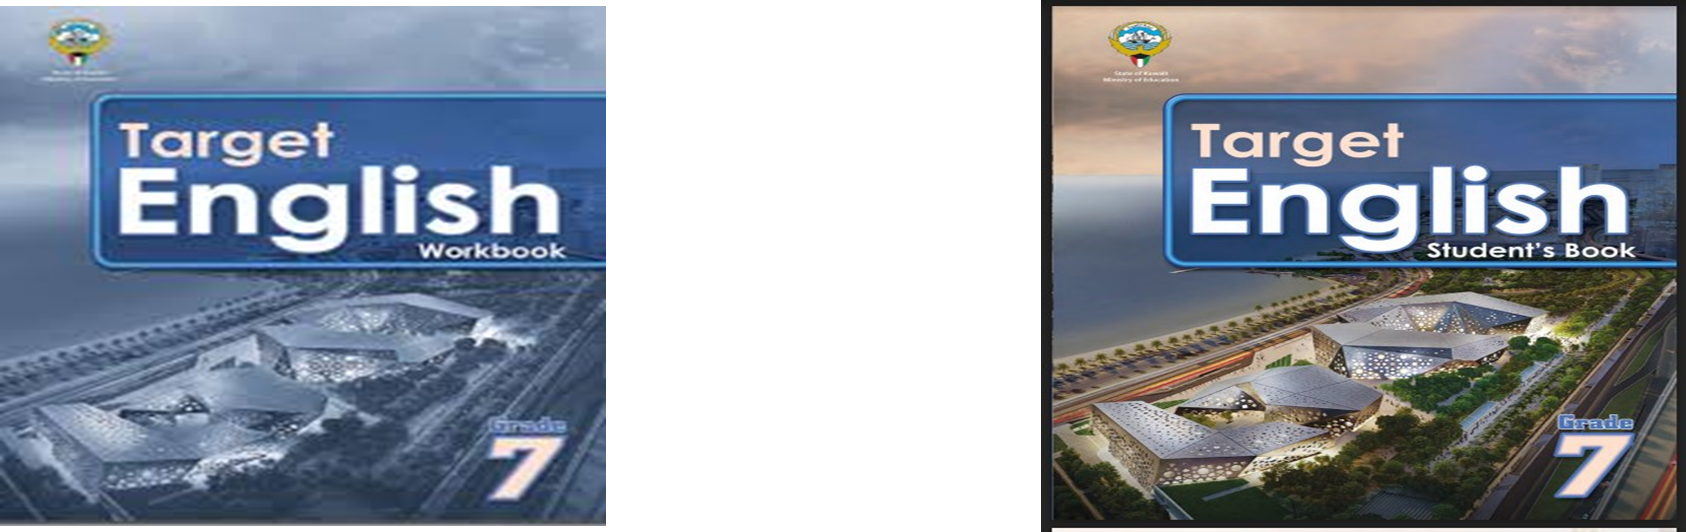 Target
English
Workbook
Grade
7
State of Kuwait
Ministry of Education
Target
English
Student's Book
Grade
7